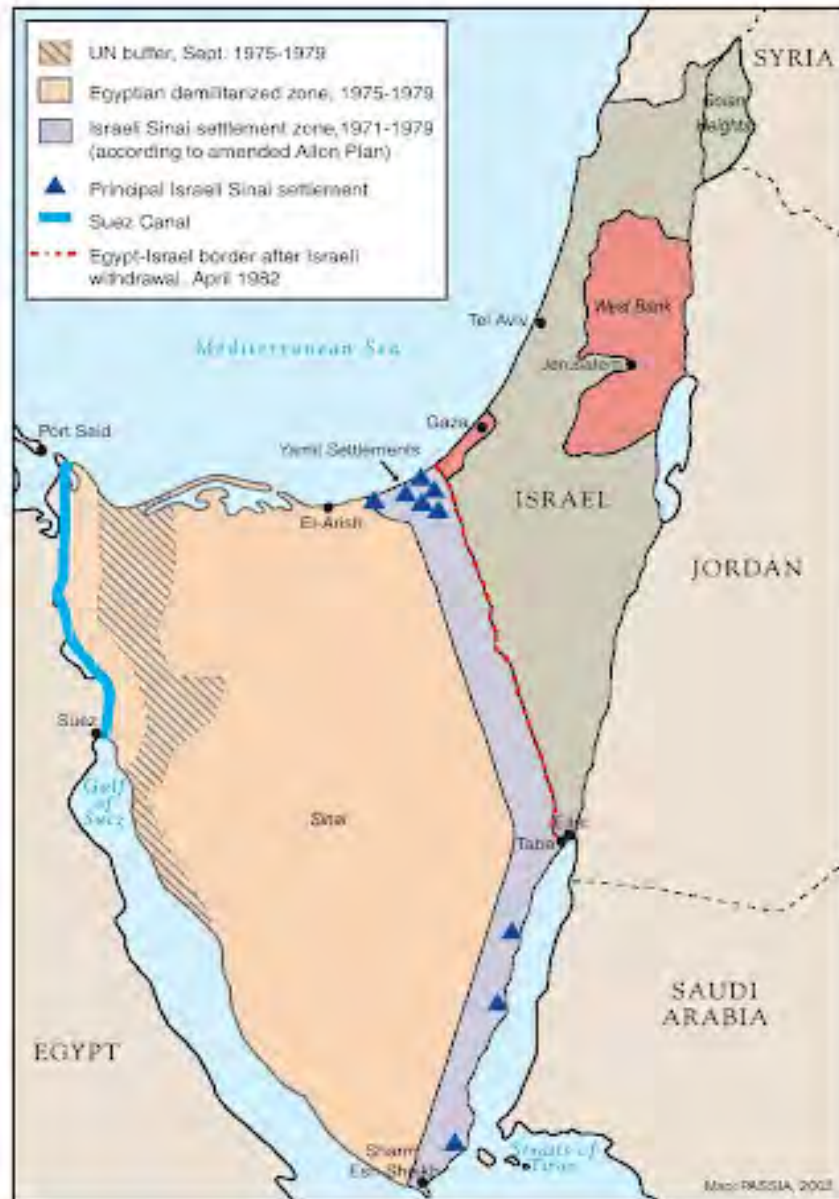 UN buffer, Sept. 1975-1979
Egyptian demilitarized zone, 1975-1979
Israeli Sinai settlement zone, 1971-1979
(according to amended Allon Plan)
Principal Israeli Sinai settlement
Suez Canal
Egypt-Israel border after Israeli
withdrawal, April 1982
SYRIA
Golan
Heights
Mediterranean Sea
Tel Aviv
West Bank
Jerusalem
Gaza
Port Said
Yamit Settlements
El-Arish
ISRAEL
JORDAN
Suez
Gulf
of
Suez
Sinai
Eilat
Taba
SAUDI
ARABIA
EGYPT
Sharm
Esh-Sheikh
Straits of
Tiran
Map: PASSIA, 2002